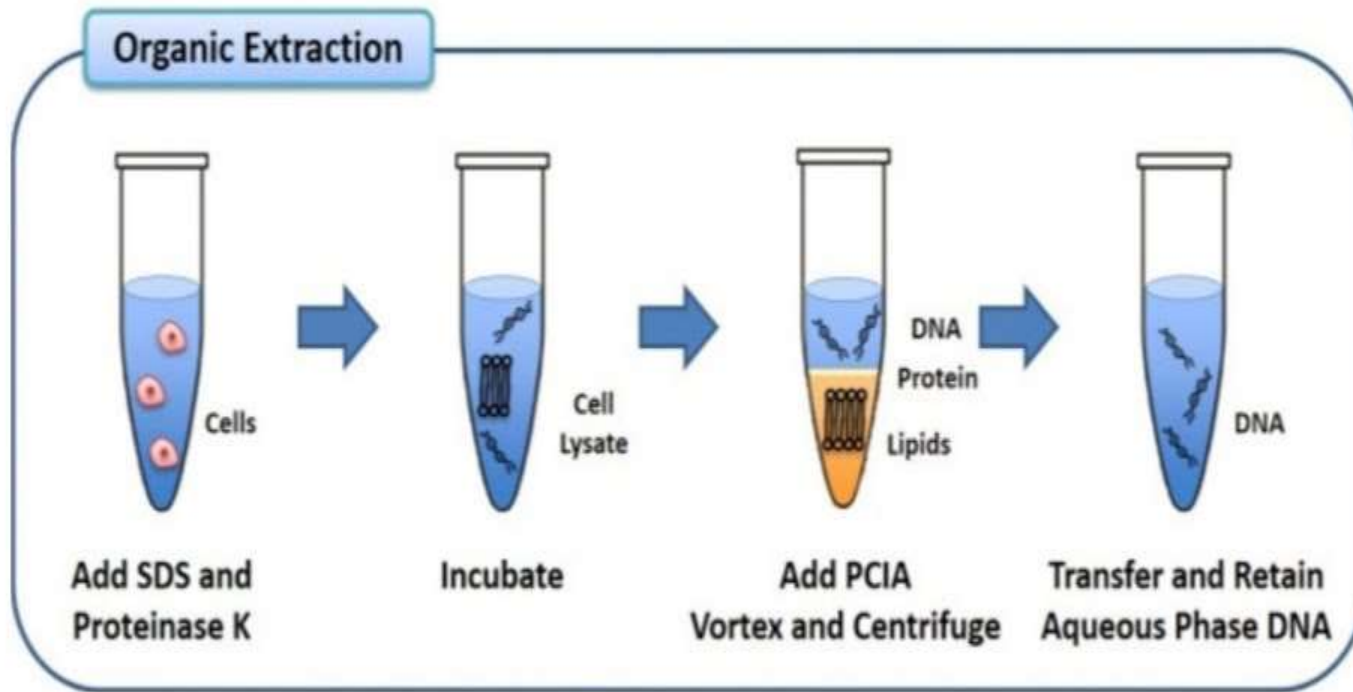 Organic Extraction
Cells
Cell
Lysate
DNA
Protein
Lipids
DNA
Add SDS and
Proteinase K
Incubate
Add PCIA
Vortex and Centrifuge
Transfer and Retain
Aqueous Phase DNA